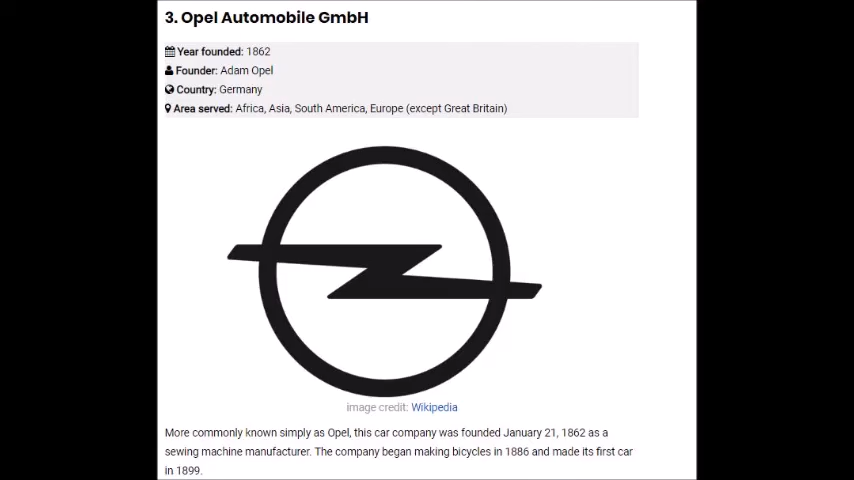 3. Opel Automobile GmbH
Year founded: 1862
Founder: Adam Opel
Country: Germany
Area served: Africa, Asia, South America, Europe (except Great Britain)
image credit: Wikipedia
More commonly known simply as Opel, this car company was founded January 21, 1862 as a
sewing machine manufacturer. The company began making bicycles in 1886 and made its first car
in 1899.